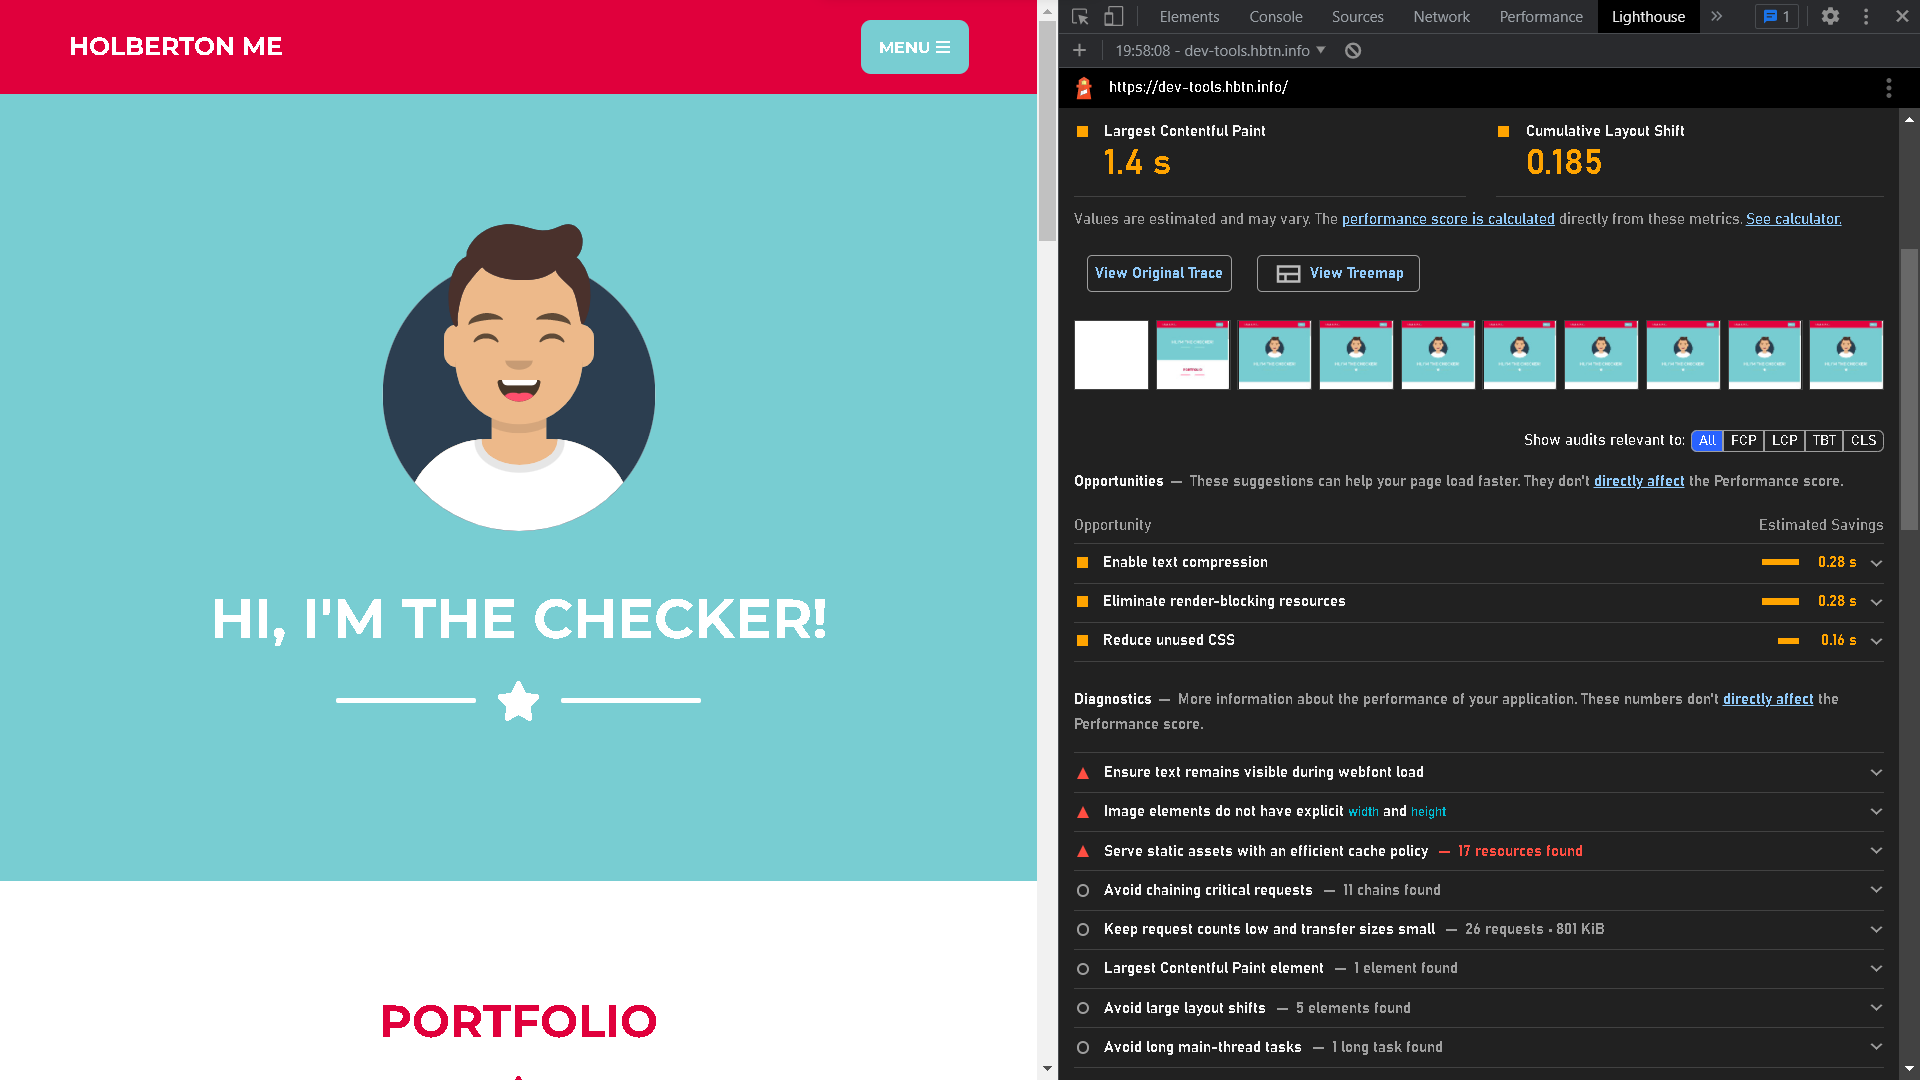 HOLBERTON ME
MENU
HI, I'M THE CHECKER!
PORTFOLIO
Elements Console Sources Network Performance Lighthouse 1
19:58:08 - dev-tools.hbtn.info
https://dev-tools.hbtn.info/
Largest Contentful Paint
1.4 s
Cumulative Layout Shift
0.185
Values are estimated and may vary. The performance score is calculated directly from these metrics. See calculator.
View Original Trace
View Treemap
Show audits relevant to: All FCP LCP TBT CLS
Opportunities — These suggestions can help your page load faster. They don't directly affect the Performance score.
Opportunity Estimated Savings
Enable text compression 0.28 s
Eliminate render-blocking resources 0.28 s
Reduce unused CSS 0.16 s
Diagnostics — More information about the performance of your application. These numbers don't directly affect the
Performance score.
Ensure text remains visible during webfont load
Image elements do not have explicit width and height
Serve static assets with an efficient cache policy — 17 resources found
Avoid chaining critical requests — 11 chains found
Keep request counts low and transfer sizes small — 26 requests • 801 KiB
Largest Contentful Paint element — 1 element found
Avoid large layout shifts — 5 elements found
Avoid long main-thread tasks — 1 long task found